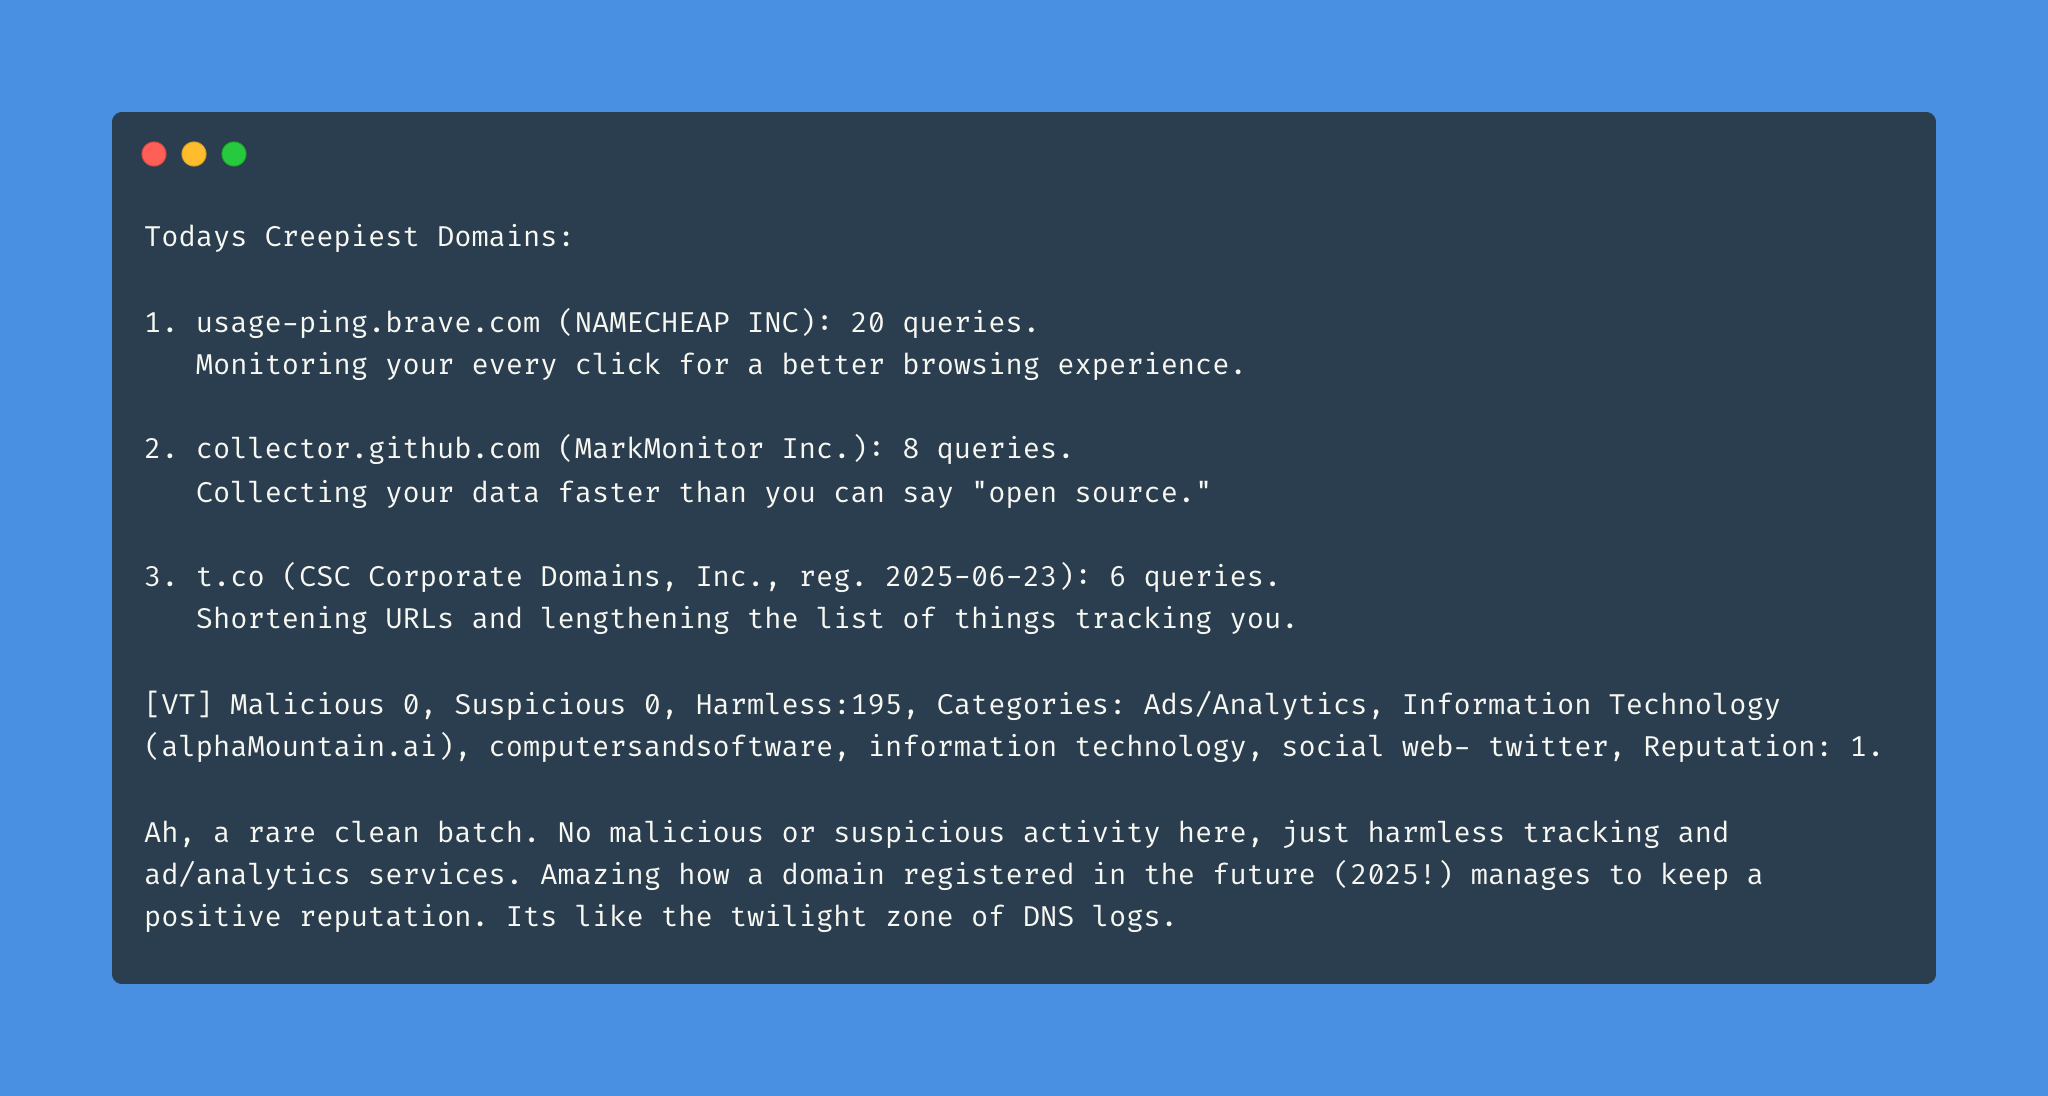 Todays Creepiest Domains:
1. usage-ping.brave.com (NAMECHEAP INC): 20 queries.
Monitoring your every click for a better browsing experience.
2. collector.github.com (MarkMonitor Inc.): 8 queries.
Collecting your data faster than you can say "open source."
3. t.co (CSC Corporate Domains, Inc., reg. 2025-06-23): 6 queries.
Shortening URLs and lengthening the list of things tracking you.
[VT] Malicious 0, Suspicious 0, Harmless:195, Categories: Ads/Analytics, Information Technology
(alphaMountain.ai), computersandsoftware, information technology, social web- twitter, Reputation: 1.
Ah, a rare clean batch. No malicious or suspicious activity here, just harmless tracking and
ad/analytics services. Amazing how a domain registered in the future (2025!) manages to keep a
positive reputation. Its like the twilight zone of DNS logs.